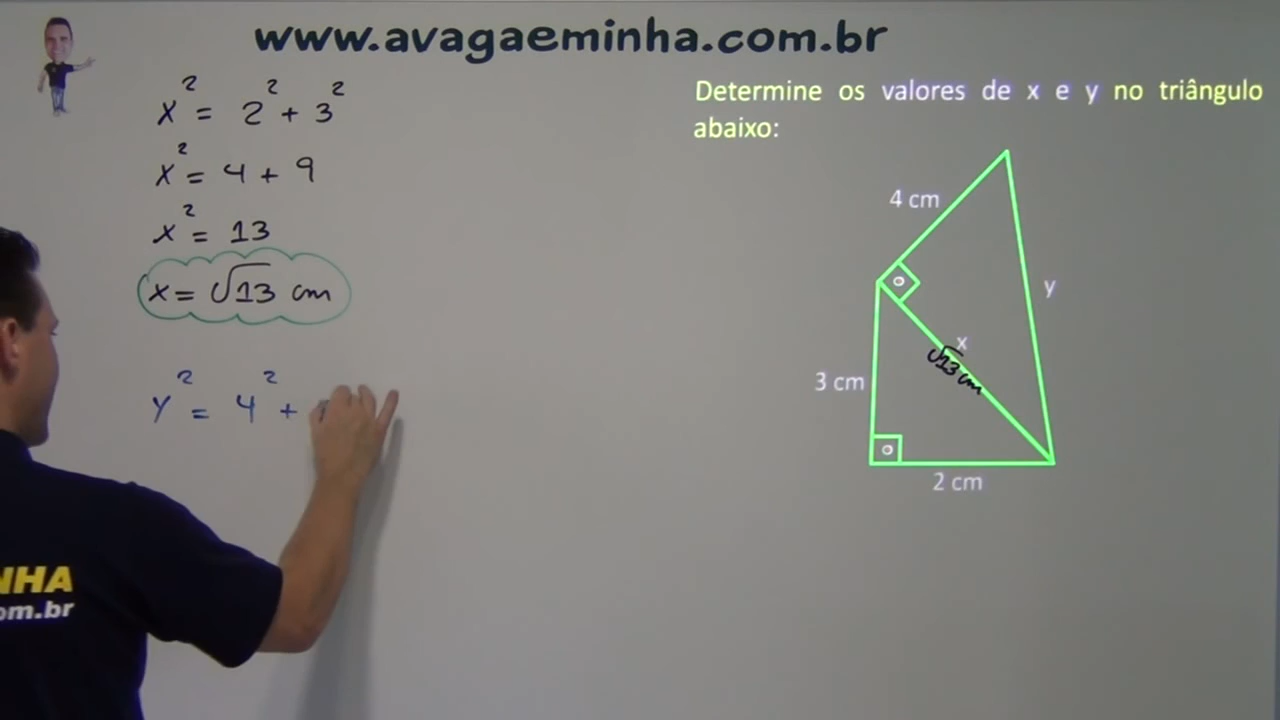 www.avagaeminha.com.br
x² = 2² + 3²
x² = 4 + 9
x² = 13
x = √13 cm
y² = 4² +
Determine os valores de x e y no triângulo
abaixo:
4 cm
y
x
√13 cm
3 cm
2 cm
NHA
om.br